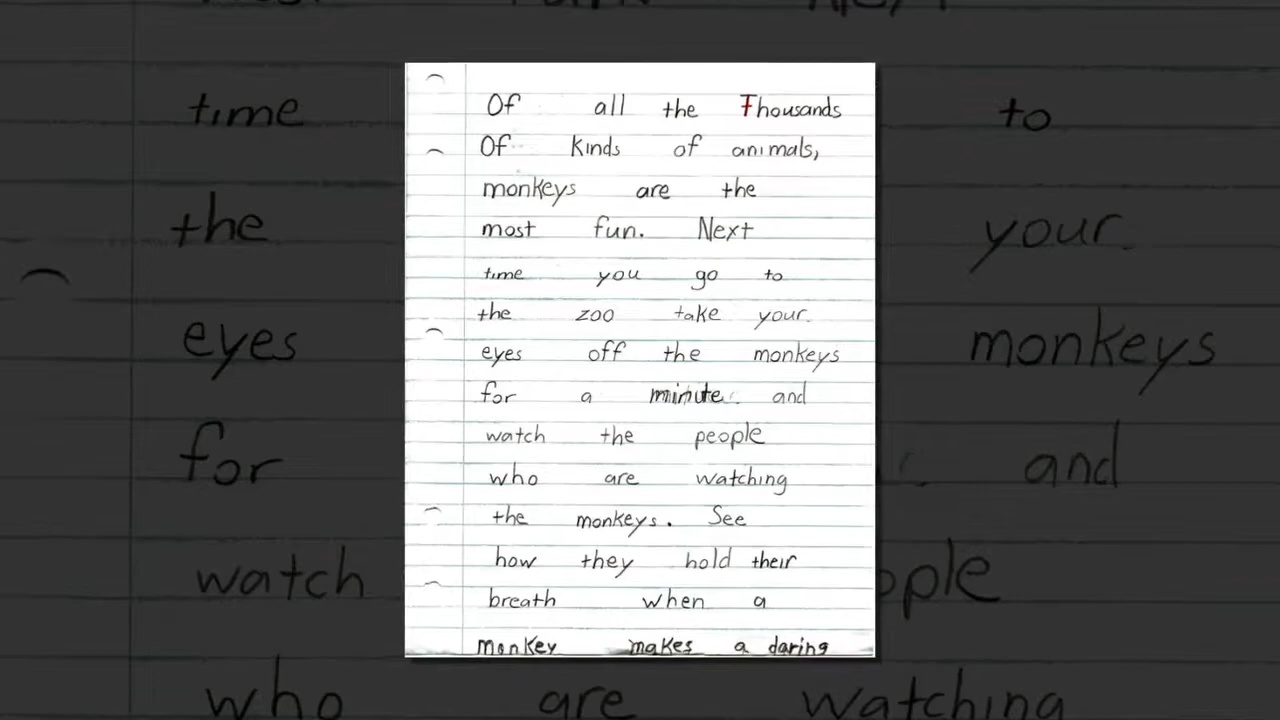 Of all the Thousands
Of kinds of animals,
monkeys are the
most fun. Next
time you go to
the zoo take your
eyes off the monkeys
for a minute and
watch the people
who are watching
the monkeys. See
how they hold their
breath when a
monkey makes a daring